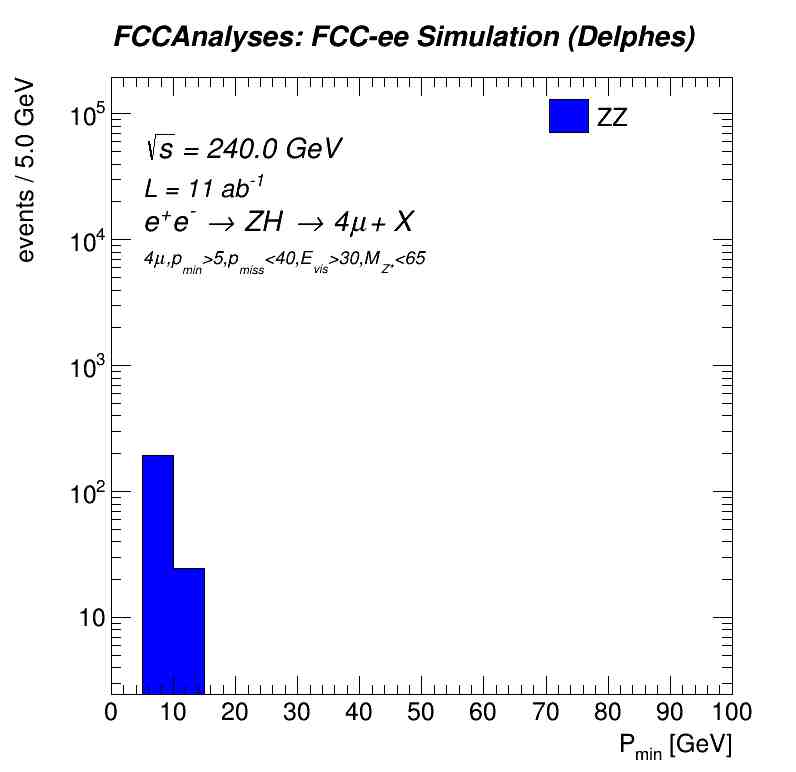 FCCAnalyses: FCC-ee Simulation (Delphes)
events / 5.0 GeV
10⁵
10⁴
10³
10²
10
ZZ
√s = 240.0 GeV
L = 11 ab⁻¹
e⁺e⁻ → ZH → 4μ + X
4μ,p_min>5,p_miss<40,E_vis>30,M_Z*<65
0 10 20 30 40 50 60 70 80 90 100
P_min [GeV]